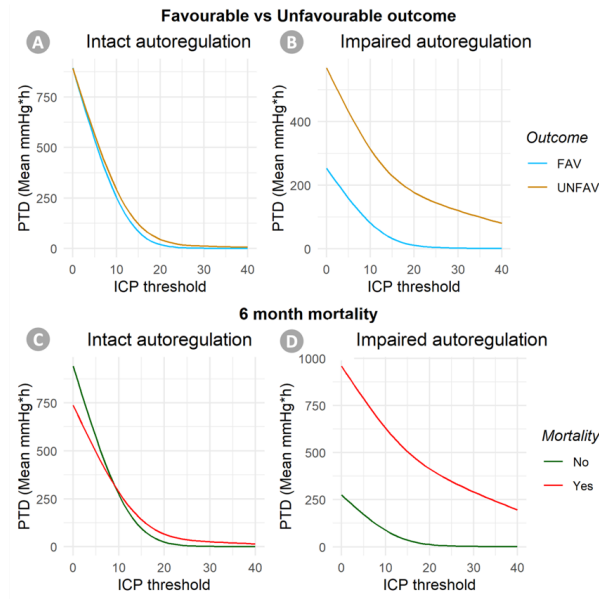 Favourable vs Unfavourable outcome
A Intact autoregulation
PTD (Mean mmHg*h)
750
500
250
0
0 10 20 30 40
ICP threshold
B Impaired autoregulation
PTD (Mean mmHg*h)
400
200
0
0 10 20 30 40
ICP threshold
Outcome
FAV
UNFAV
6 month mortality
C Intact autoregulation
PTD (Mean mmHg*h)
750
500
250
0
0 10 20 30 40
ICP threshold
D Impaired autoregulation
PTD (Mean mmHg*h)
1000
750
500
250
0
0 10 20 30 40
ICP threshold
Mortality
No
Yes